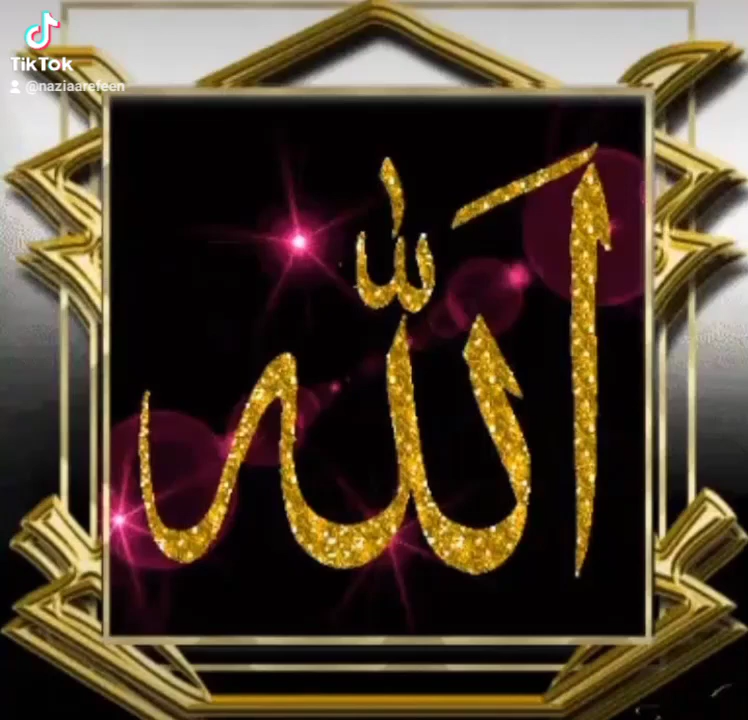 TikTok
@naziaarefeen
الله